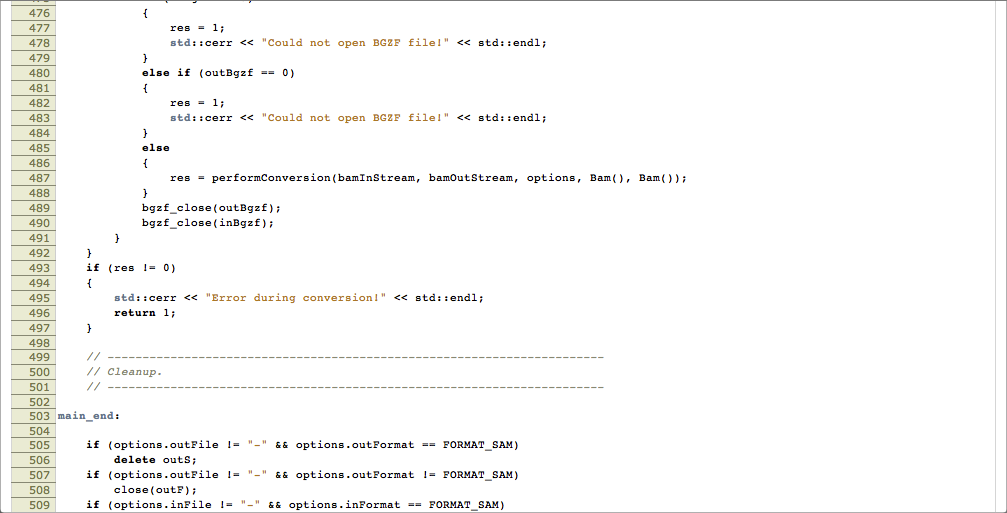 476 {
477 res = 1;
478 std::cerr << "Could not open BGZF file!" << std::endl;
479 }
480 else if (outBgzf == 0)
481 {
482 res = 1;
483 std::cerr << "Could not open BGZF file!" << std::endl;
484 }
485 else
486 {
487 res = performConversion(bamInStream, bamOutStream, options, Bam(), Bam());
488 }
489 bgzf_close(outBgzf);
490 bgzf_close(inBgzf);
491 }
492 }
493 if (res != 0)
494 {
495 std::cerr << "Error during conversion!" << std::endl;
496 return 1;
497 }
498
499 // -----------------------------------------------------------------------
500 // Cleanup.
501 // -----------------------------------------------------------------------
502
503 main_end:
504
505 if (options.outFile != "-" && options.outFormat == FORMAT_SAM)
506 delete outS;
507 if (options.outFile != "-" && options.outFormat != FORMAT_SAM)
508 close(outF);
509 if (options.inFile != "-" && options.inFormat == FORMAT_SAM)